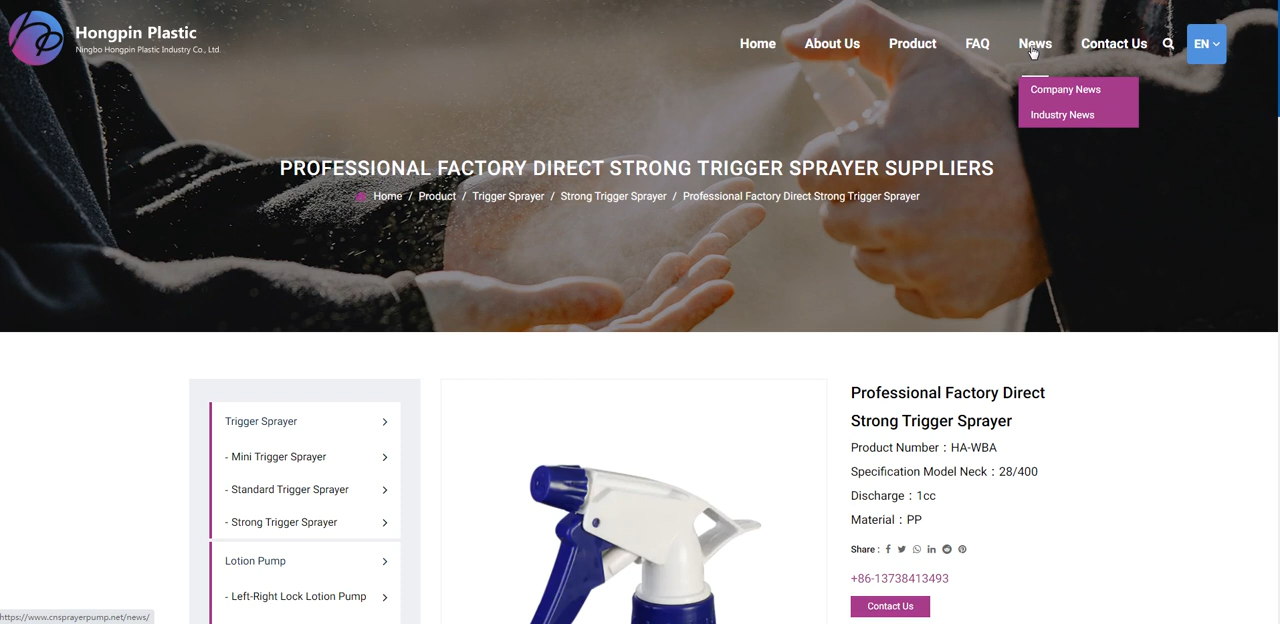 Hongpin Plastic
Ningbo Hongpin Plastic Industry Co., Ltd.
Home About Us Product FAQ News Contact Us EN
Company News
Industry News
PROFESSIONAL FACTORY DIRECT STRONG TRIGGER SPRAYER SUPPLIERS
Home / Product / Trigger Sprayer / Strong Trigger Sprayer / Professional Factory Direct Strong Trigger Sprayer
Trigger Sprayer
- Mini Trigger Sprayer
- Standard Trigger Sprayer
- Strong Trigger Sprayer
Lotion Pump
- Left-Right Lock Lotion Pump
Professional Factory Direct
Strong Trigger Sprayer
Product Number：HA-WBA
Specification Model Neck：28/400
Discharge：1cc
Material：PP
Share :
+86-13738413493
Contact Us
https://www.cnsprayerpump.net/news/